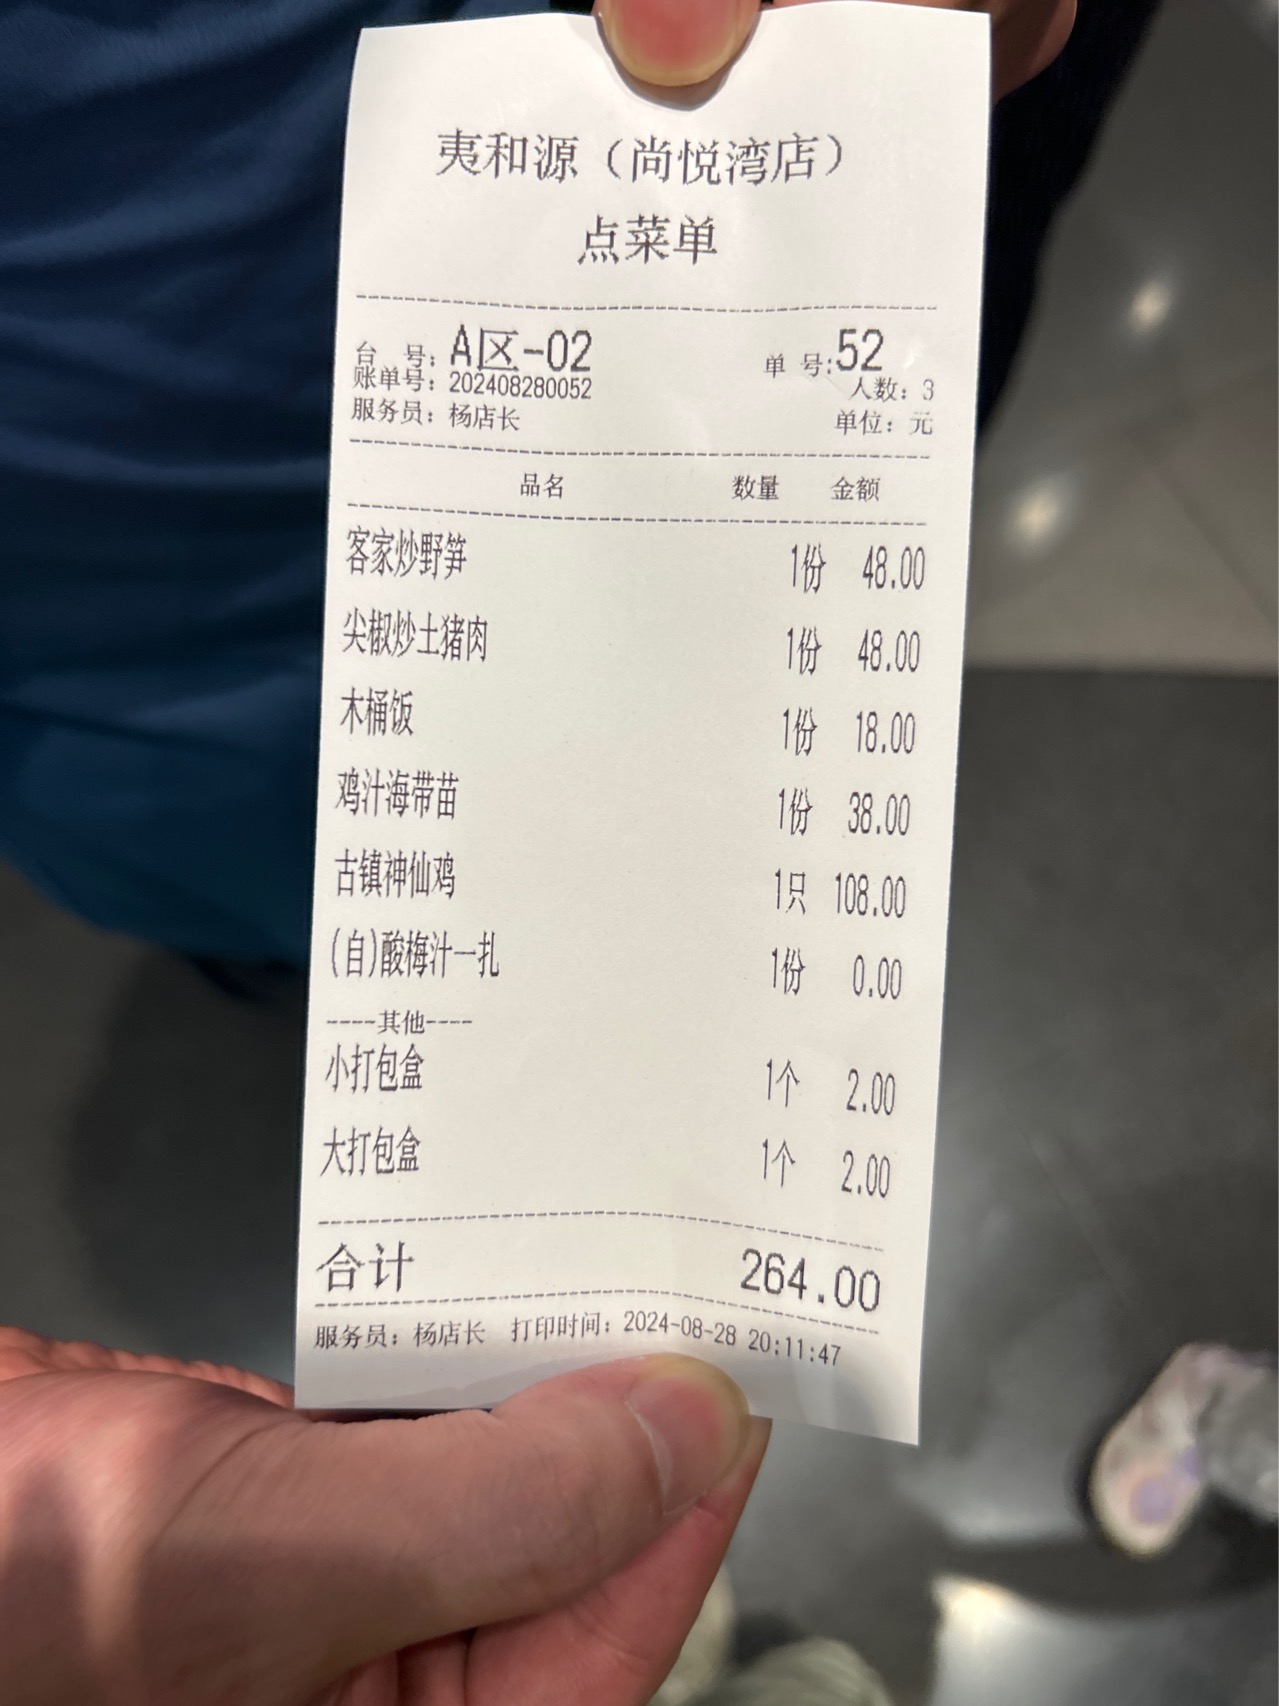 夷和源（尚悦湾店）
点菜单
台 号：A区-02 单 号:52
账单号：202408280052 人数：3
服务员：杨店长 单位：元
品名 数量 金额
客家炒野笋 1份 48.00
尖椒炒土猪肉 1份 48.00
木桶饭 1份 18.00
鸡汁海带苗 1份 38.00
古镇神仙鸡 1只 108.00
(自)酸梅汁一扎 1份 0.00
----其他----
小打包盒 1个 2.00
大打包盒 1个 2.00
合计 264.00
服务员：杨店长 打印时间：2024-08-28 20:11:47